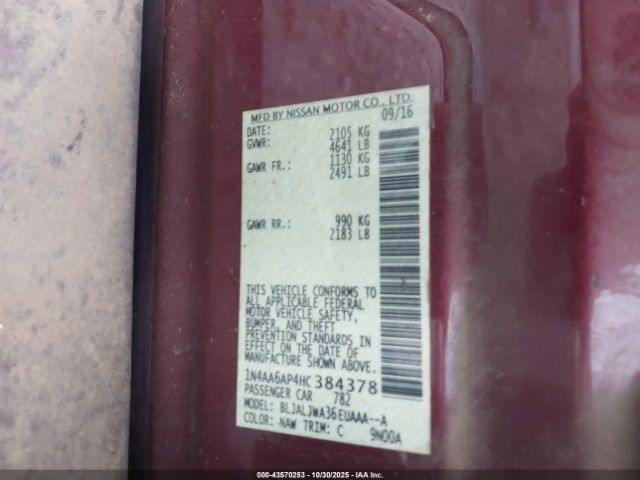 MFD BY NISSAN MOTOR CO., LTD.
DATE: 09/16
GVWR: 2105 KG
4641 LB
GAWR FR.: 1130 KG
2491 LB
GAWR RR.: 990 KG
2183 LB
THIS VEHICLE CONFORMS TO
ALL APPLICABLE FEDERAL
MOTOR VEHICLE SAFETY,
BUMPER, AND THEFT
PREVENTION STANDARDS IN
EFFECT ON THE DATE OF
MANUFACTURE SHOWN ABOVE.
1N4AA6AP4HC384378
PASSENGER CAR 782
MODEL: BLJALJWA36EUAAA--A
COLOR: NAW TRIM: C 9N00A
000-43570253 - 10/30/2025 - IAA Inc.